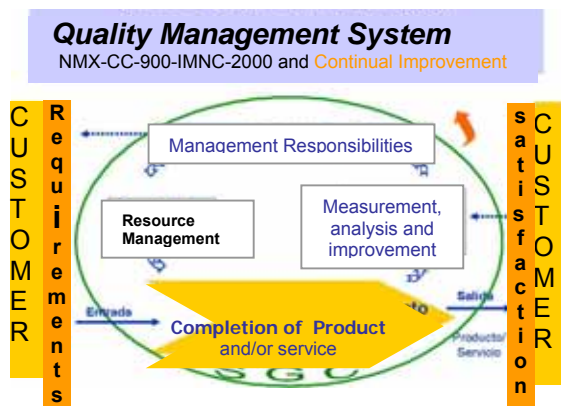 Quality Management System
NMX-CC-900-IMNC-2000 and Continual Improvement
CUSTOMER
Requirements
Management Responsibilities
Resource
Management
Measurement,
analysis and
improvement
Entrada
Completion of Product
and/or service
Salida
Producto/
Servicio
SGC
satisfaction
CUSTOMER